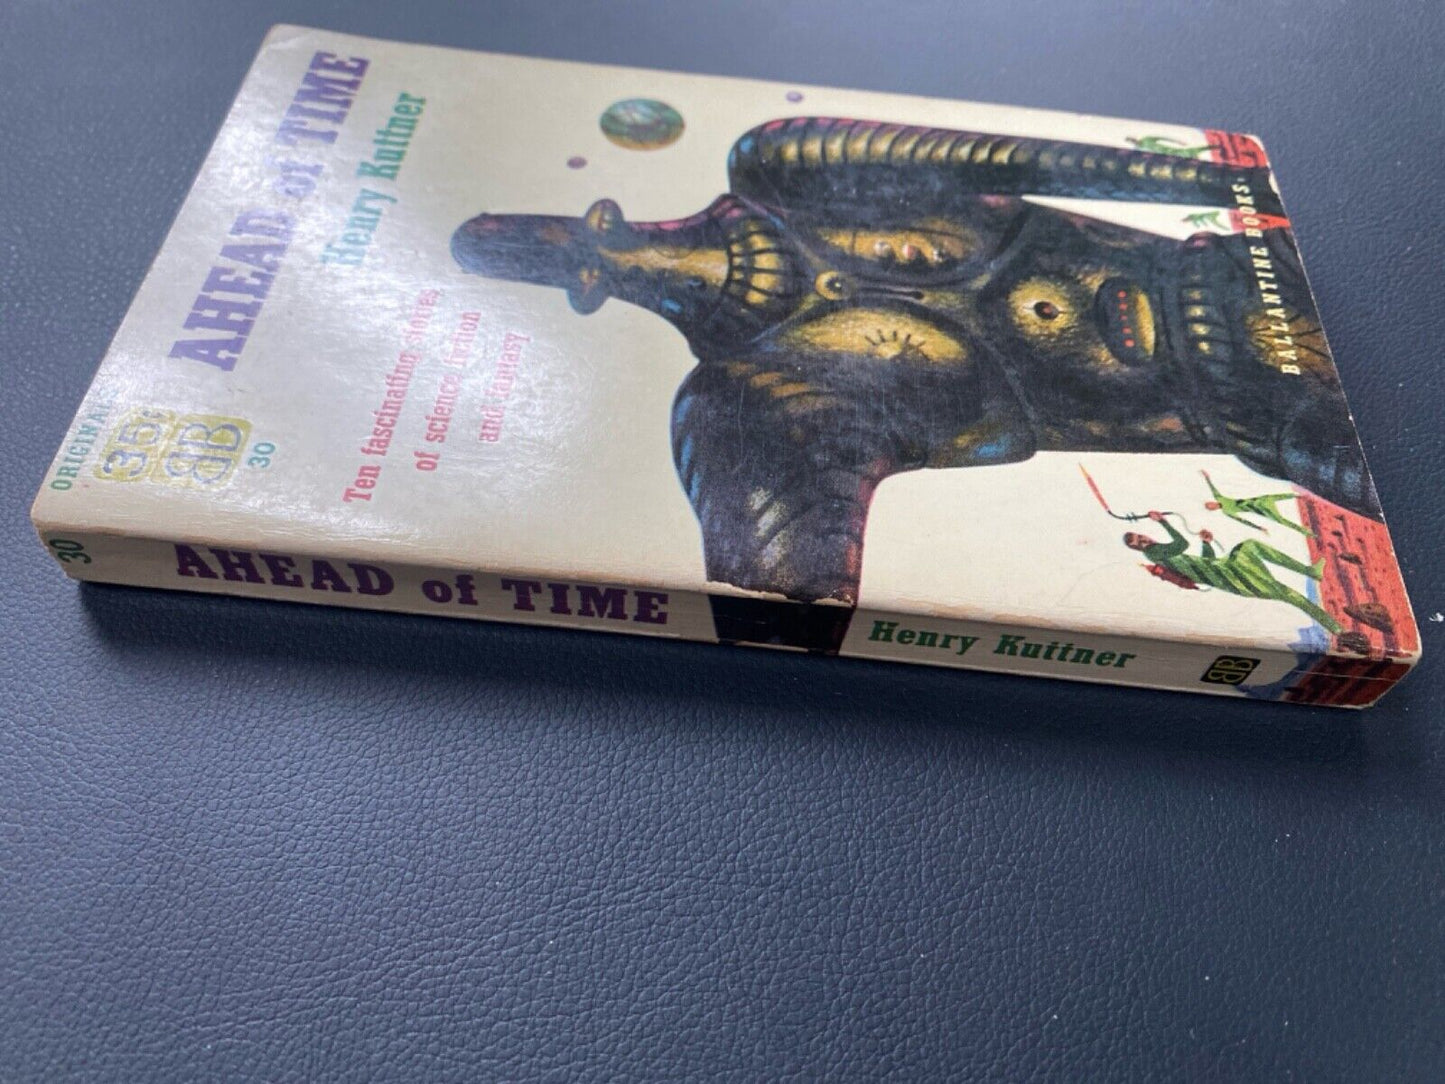 AHEAD of TIME
Henry Kuttner
Ten fascinating stories
of science fiction
and fantasy
ORIGINAL
35c
BB
30
BALLANTINE BOOKS
30
AHEAD of TIME
Henry Kuttner
BB